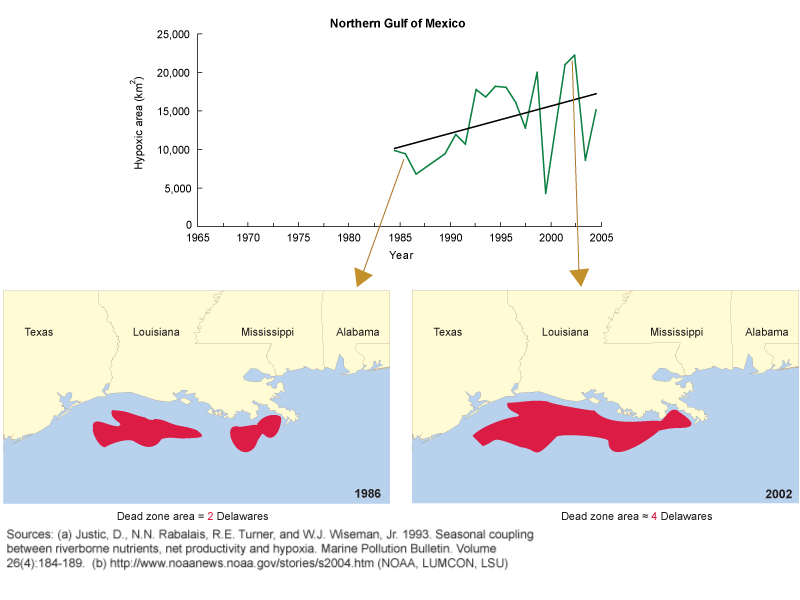 Northern Gulf of Mexico
25,000
20,000
15,000
10,000
5,000
0
Hypoxic area (km²)
1965 1970 1975 1980 1985 1990 1995 2000 2005
Year
Texas Louisiana Mississippi Alabama
1986
Dead zone area = 2 Delawares
Texas Louisiana Mississippi Alabama
2002
Dead zone area ≈ 4 Delawares
Sources: (a) Justic, D., N.N. Rabalais, R.E. Turner, and W.J. Wiseman, Jr. 1993. Seasonal coupling
between riverborne nutrients, net productivity and hypoxia. Marine Pollution Bulletin. Volume
26(4):184-189. (b) http://www.noaanews.noaa.gov/stories/s2004.htm (NOAA, LUMCON, LSU)